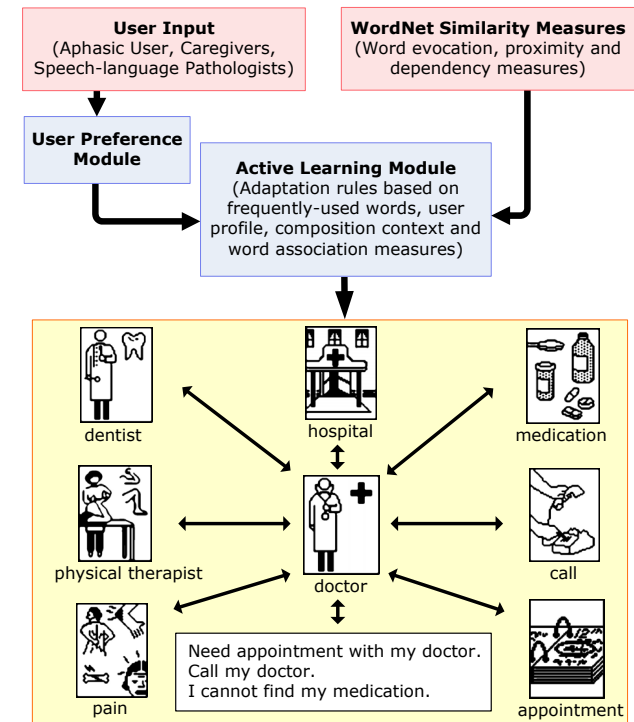 User Input
(Aphasic User, Caregivers,
Speech-language Pathologists)
WordNet Similarity Measures
(Word evocation, proximity and
dependency measures)
User Preference
Module
Active Learning Module
(Adaptation rules based on
frequently-used words, user
profile, composition context and
word association measures)
dentist
hospital
medication
physical therapist
doctor
call
pain
Need appointment with my doctor.
Call my doctor.
I cannot find my medication.
appointment